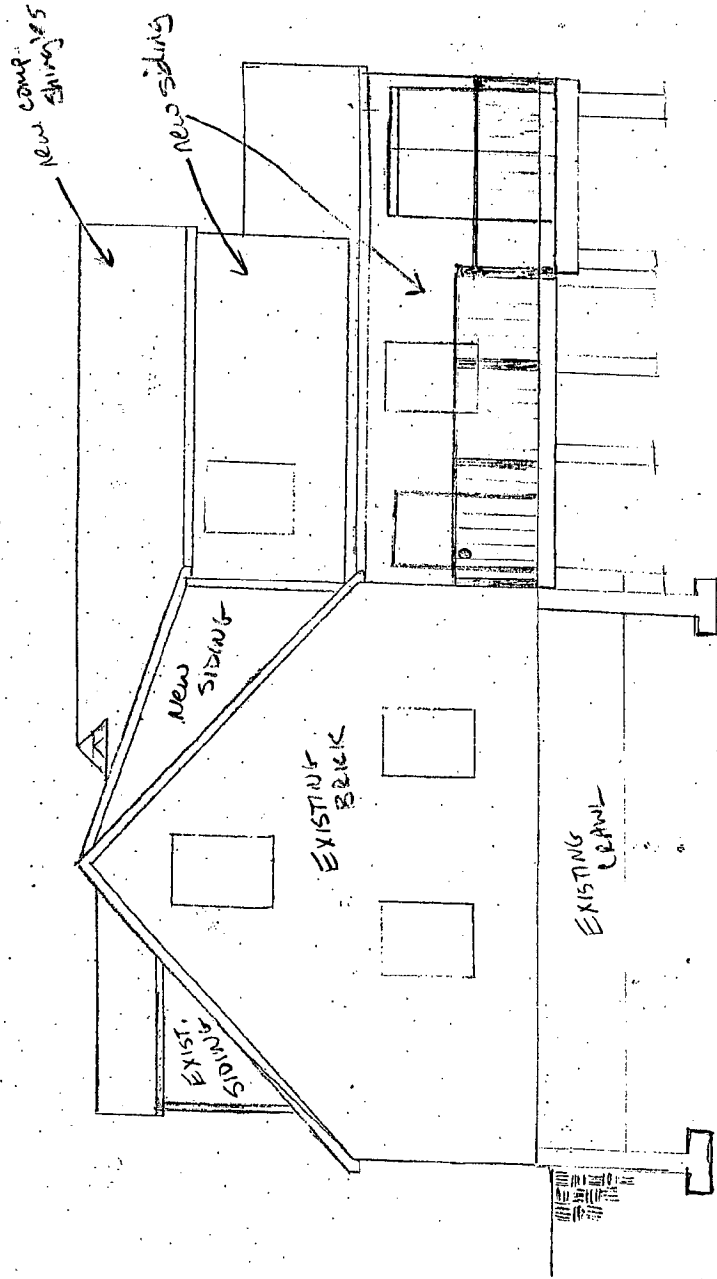 new comp.
shingles
new siding
New
SIDING
EXIST.
SIDING
EXISTING
BRICK
EXISTING
CRAWL